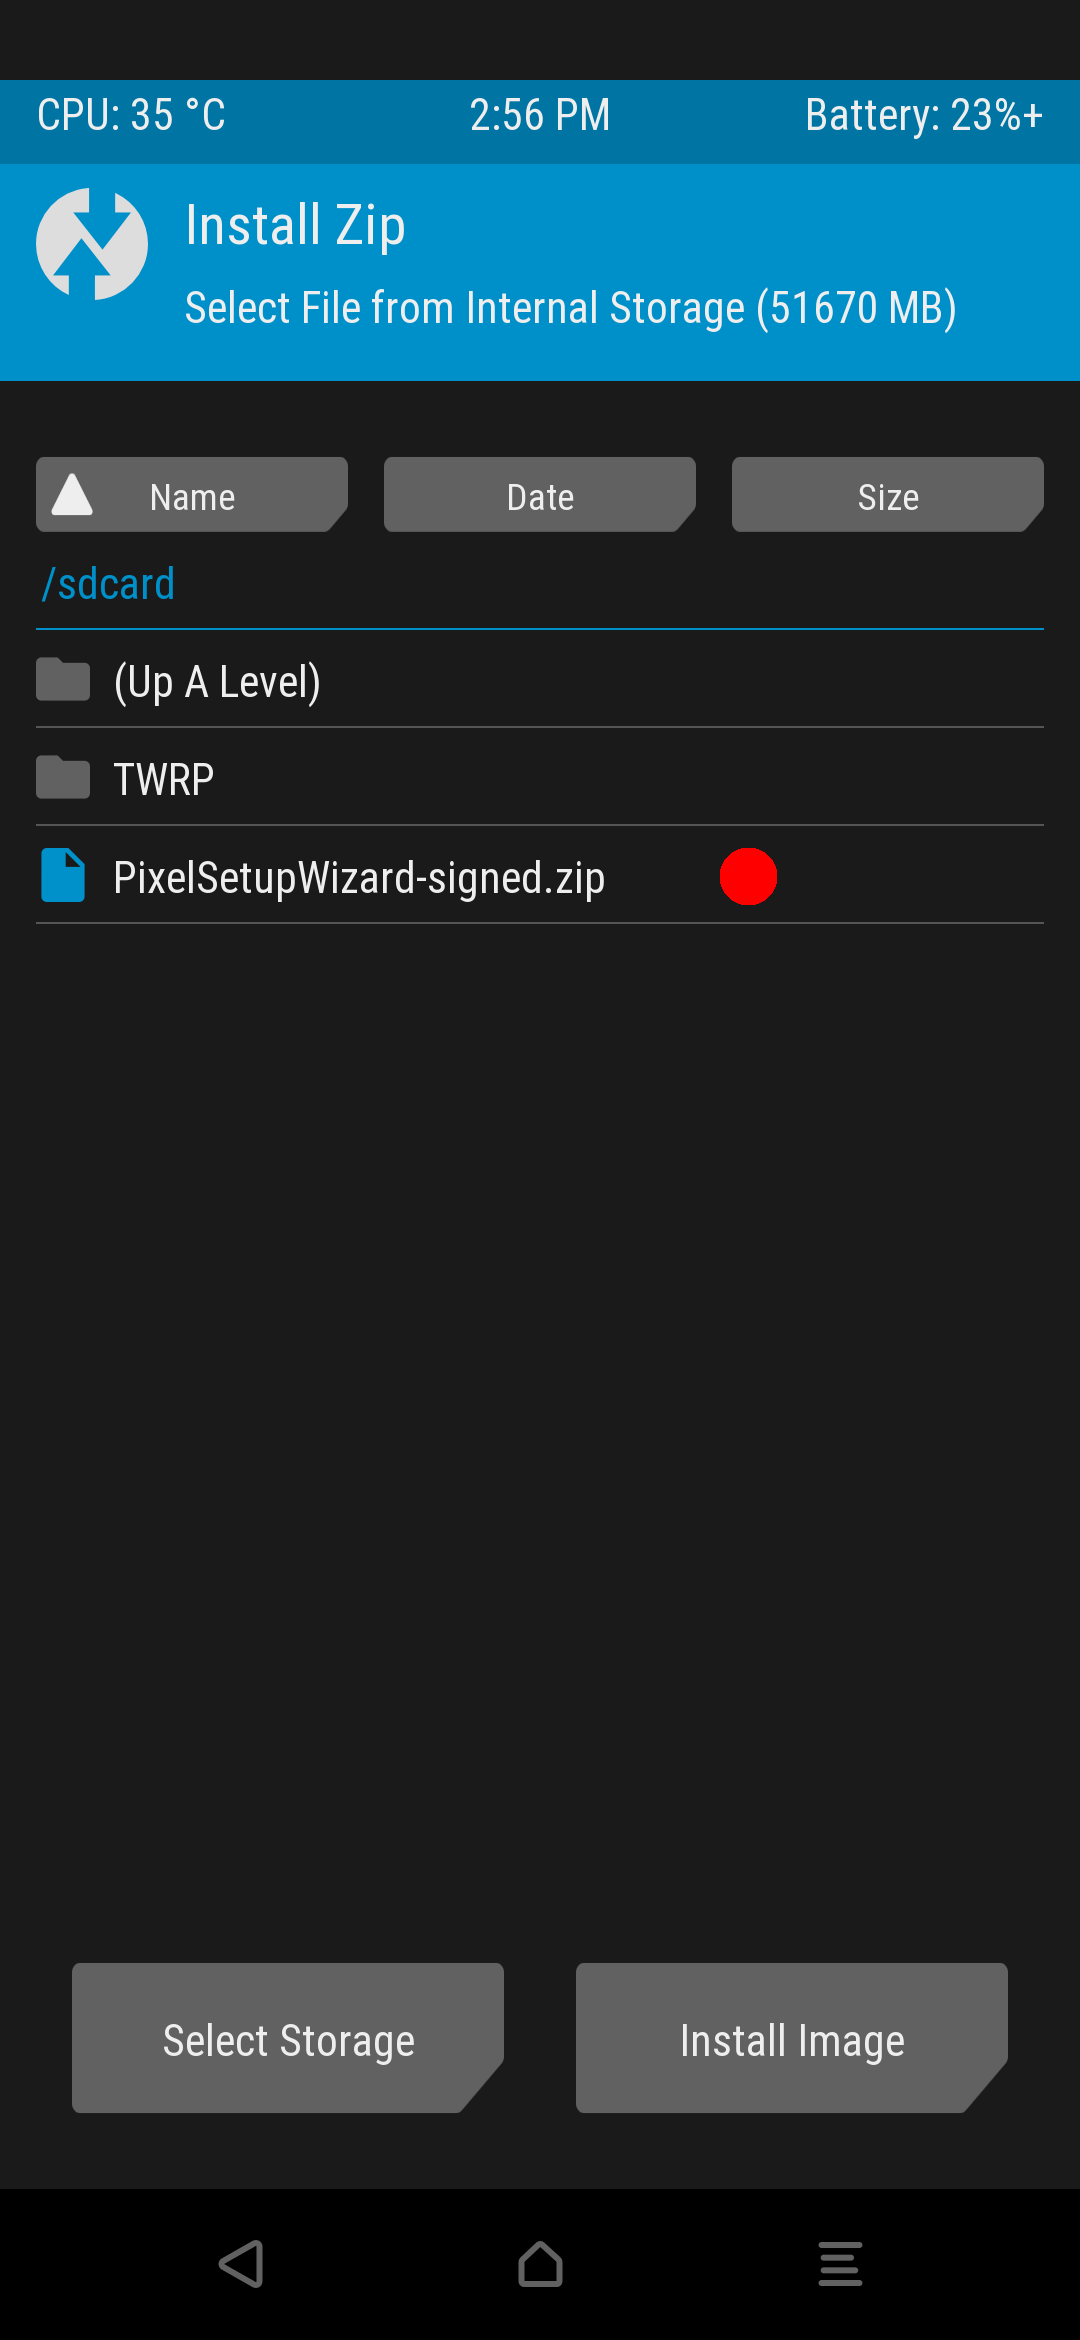 CPU: 35 °C 2:56 PM Battery: 23%+
Install Zip
Select File from Internal Storage (51670 MB)
Name Date Size
/sdcard
(Up A Level)
TWRP
PixelSetupWizard-signed.zip
Select Storage Install Image